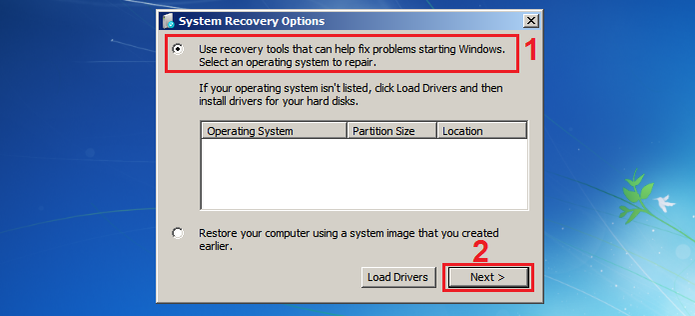 System Recovery Options
Use recovery tools that can help fix problems starting Windows.
Select an operating system to repair.
1
If your operating system isn't listed, click Load Drivers and then
install drivers for your hard disks.
Operating System Partition Size Location
Restore your computer using a system image that you created
earlier.
2
Load Drivers Next >